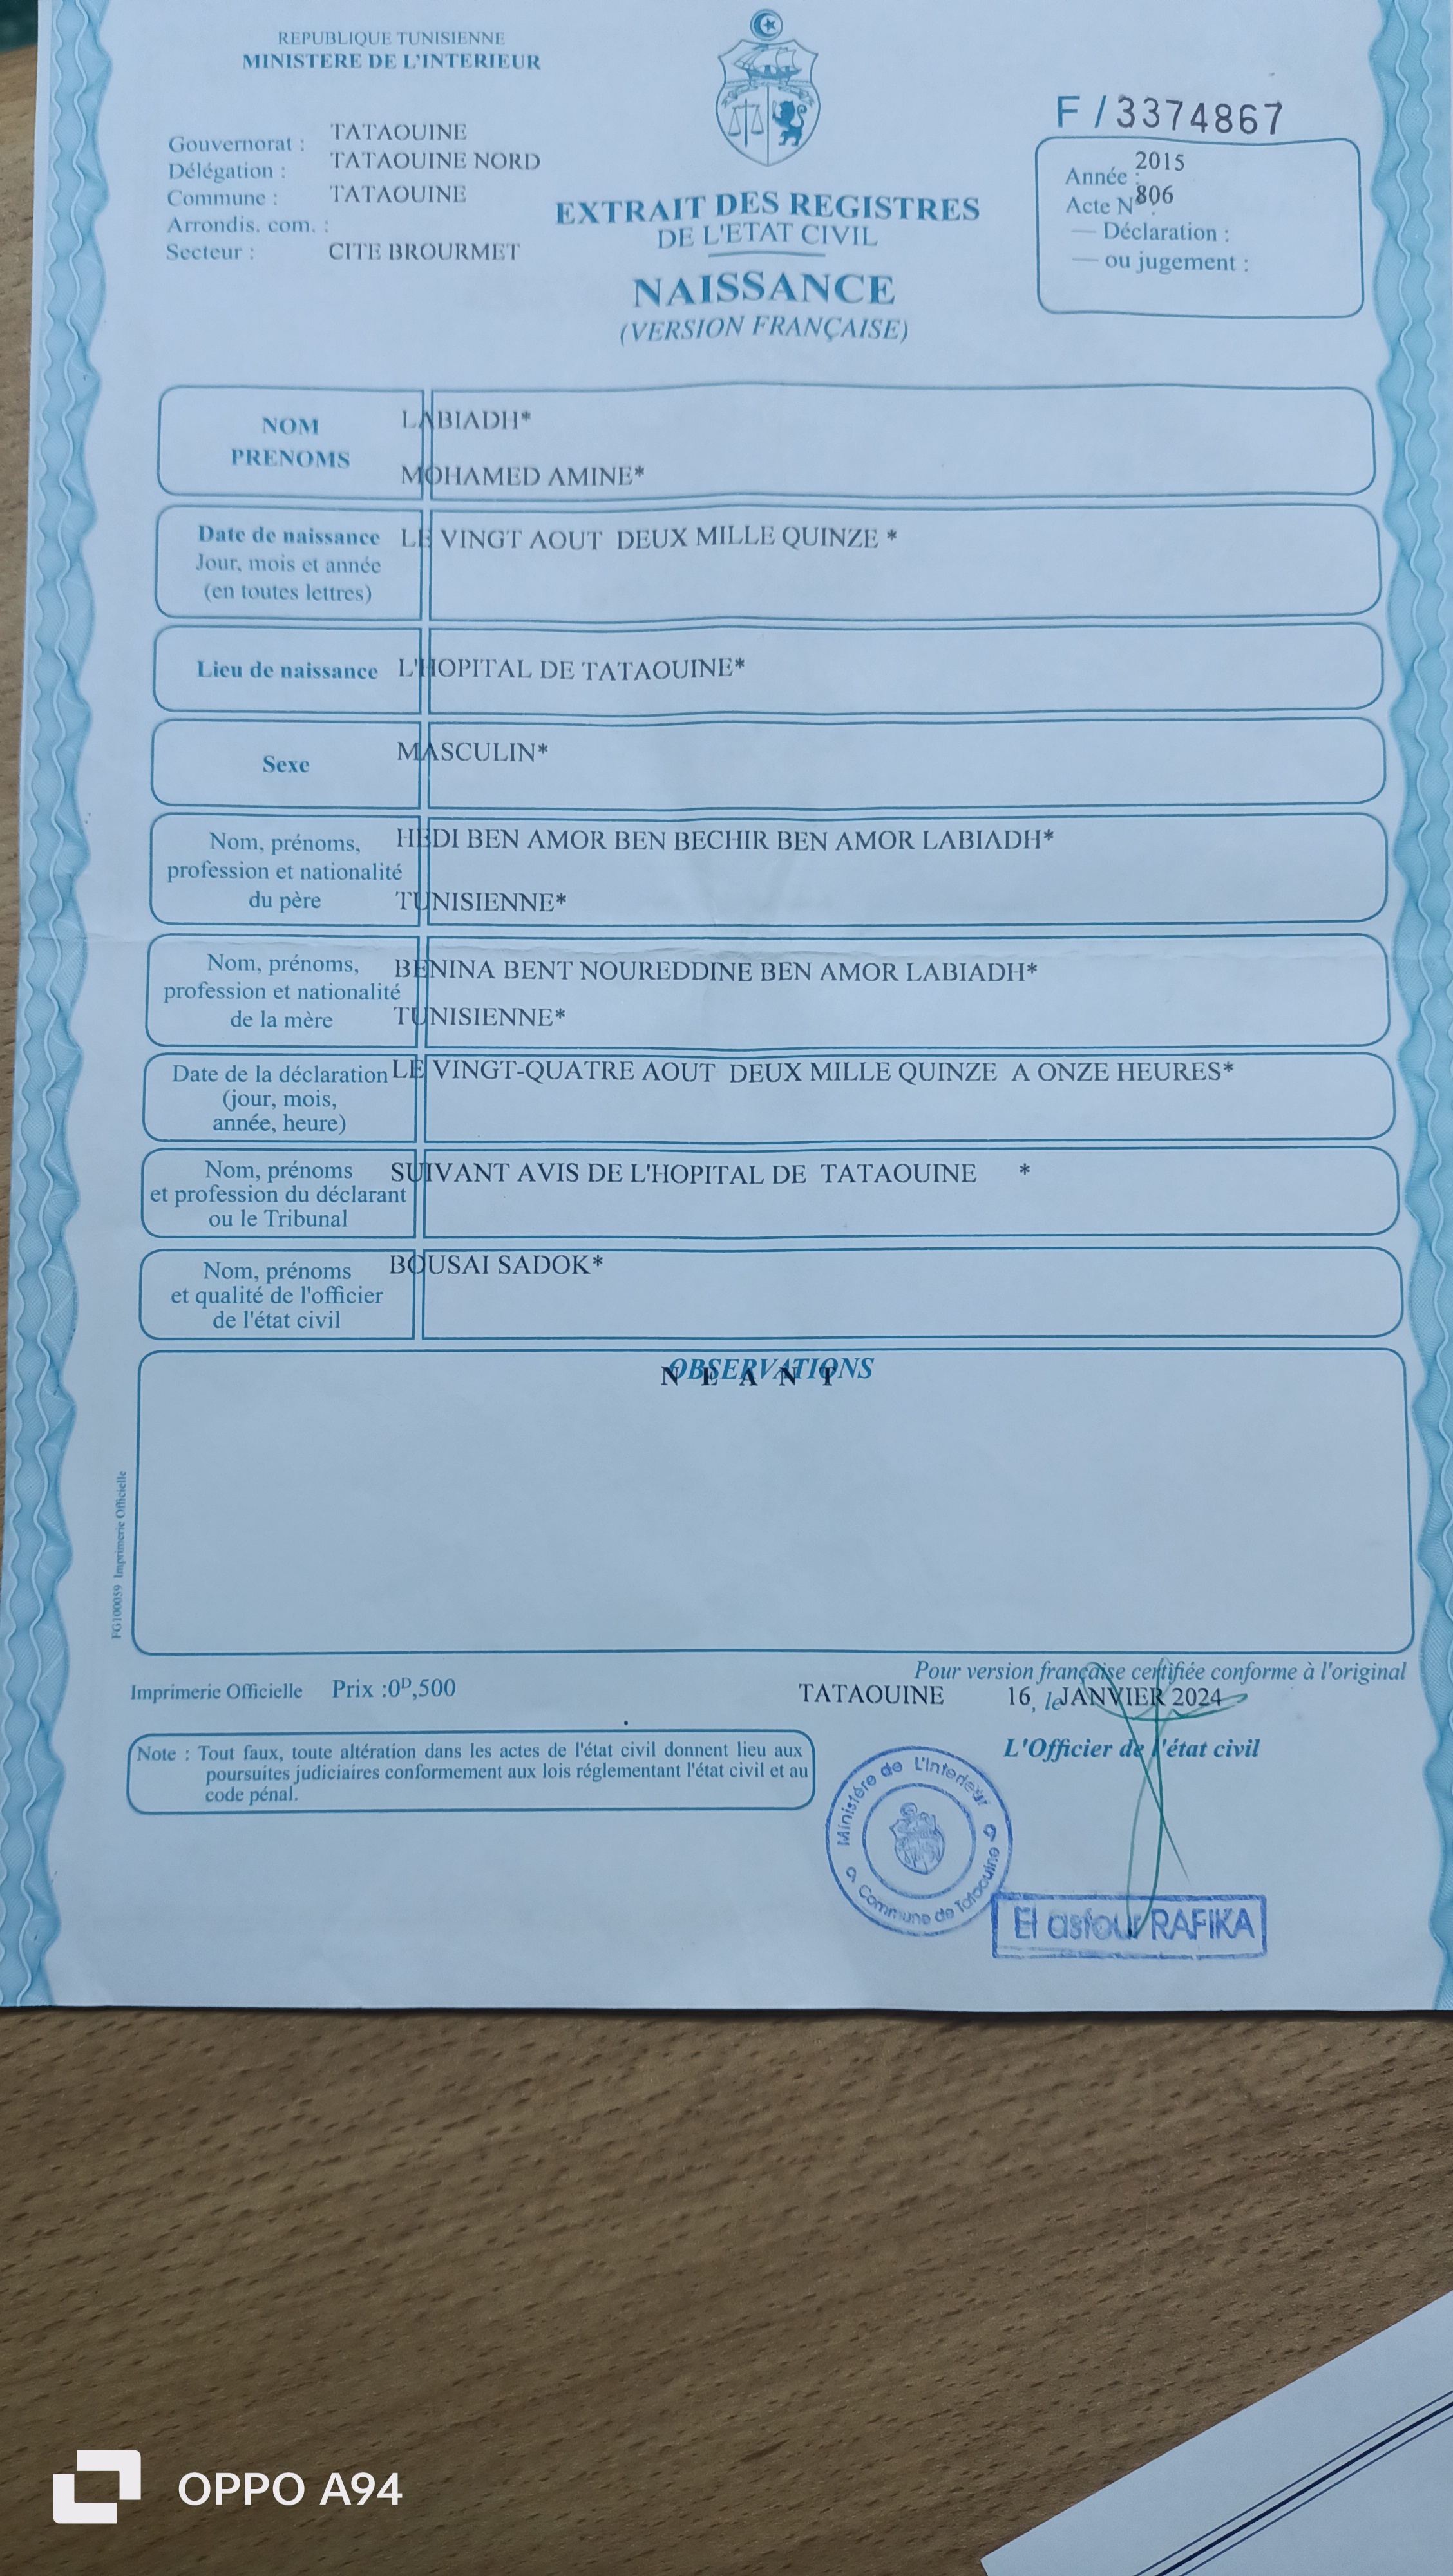 REPUBLIQUE TUNISIENNE
MINISTERE DE L'INTERIEUR
F / 3374867
Gouvernorat : TATAOUINE
Délégation : TATAOUINE NORD
Commune : TATAOUINE
Arrondis. com. :
Secteur : CITE BROURMET
EXTRAIT DES REGISTRES
DE L'ETAT CIVIL
NAISSANCE
(VERSION FRANÇAISE)
Année : 2015
Acte N° : 806
— Déclaration :
— ou jugement :
NOM LABIADH*
PRENOMS MOHAMED AMINE*
Date de naissance LE VINGT AOUT DEUX MILLE QUINZE *
Jour, mois et année
(en toutes lettres)
Lieu de naissance L'HOPITAL DE TATAOUINE*
Sexe MASCULIN*
Nom, prénoms, HEDI BEN AMOR BEN BECHIR BEN AMOR LABIADH*
profession et nationalité
du père TUNISIENNE*
Nom, prénoms, BENINA BENT NOUREDDINE BEN AMOR LABIADH*
profession et nationalité
de la mère TUNISIENNE*
Date de la déclaration LE VINGT-QUATRE AOUT DEUX MILLE QUINZE A ONZE HEURES*
(jour, mois,
année, heure)
Nom, prénoms SUIVANT AVIS DE L'HOPITAL DE TATAOUINE *
et profession du déclarant
ou le Tribunal
Nom, prénoms BOUSAI SADOK*
et qualité de l'officier
de l'état civil
OBSERVATIONS
N E A N T
FG100059 Imprimerie Officielle
Pour version française certifiée conforme à l'original
Imprimerie Officielle Prix :0D,500
TATAOUINE 16, le JANVIER 2024
L'Officier de l'état civil
Note : Tout faux, toute altération dans les actes de l'état civil donnent lieu aux
poursuites judiciaires conformement aux lois réglementant l'état civil et au
code pénal.
Ministère de L'Interieur
Commune de Tataouine
El asfour RAFIKA
OPPO A94